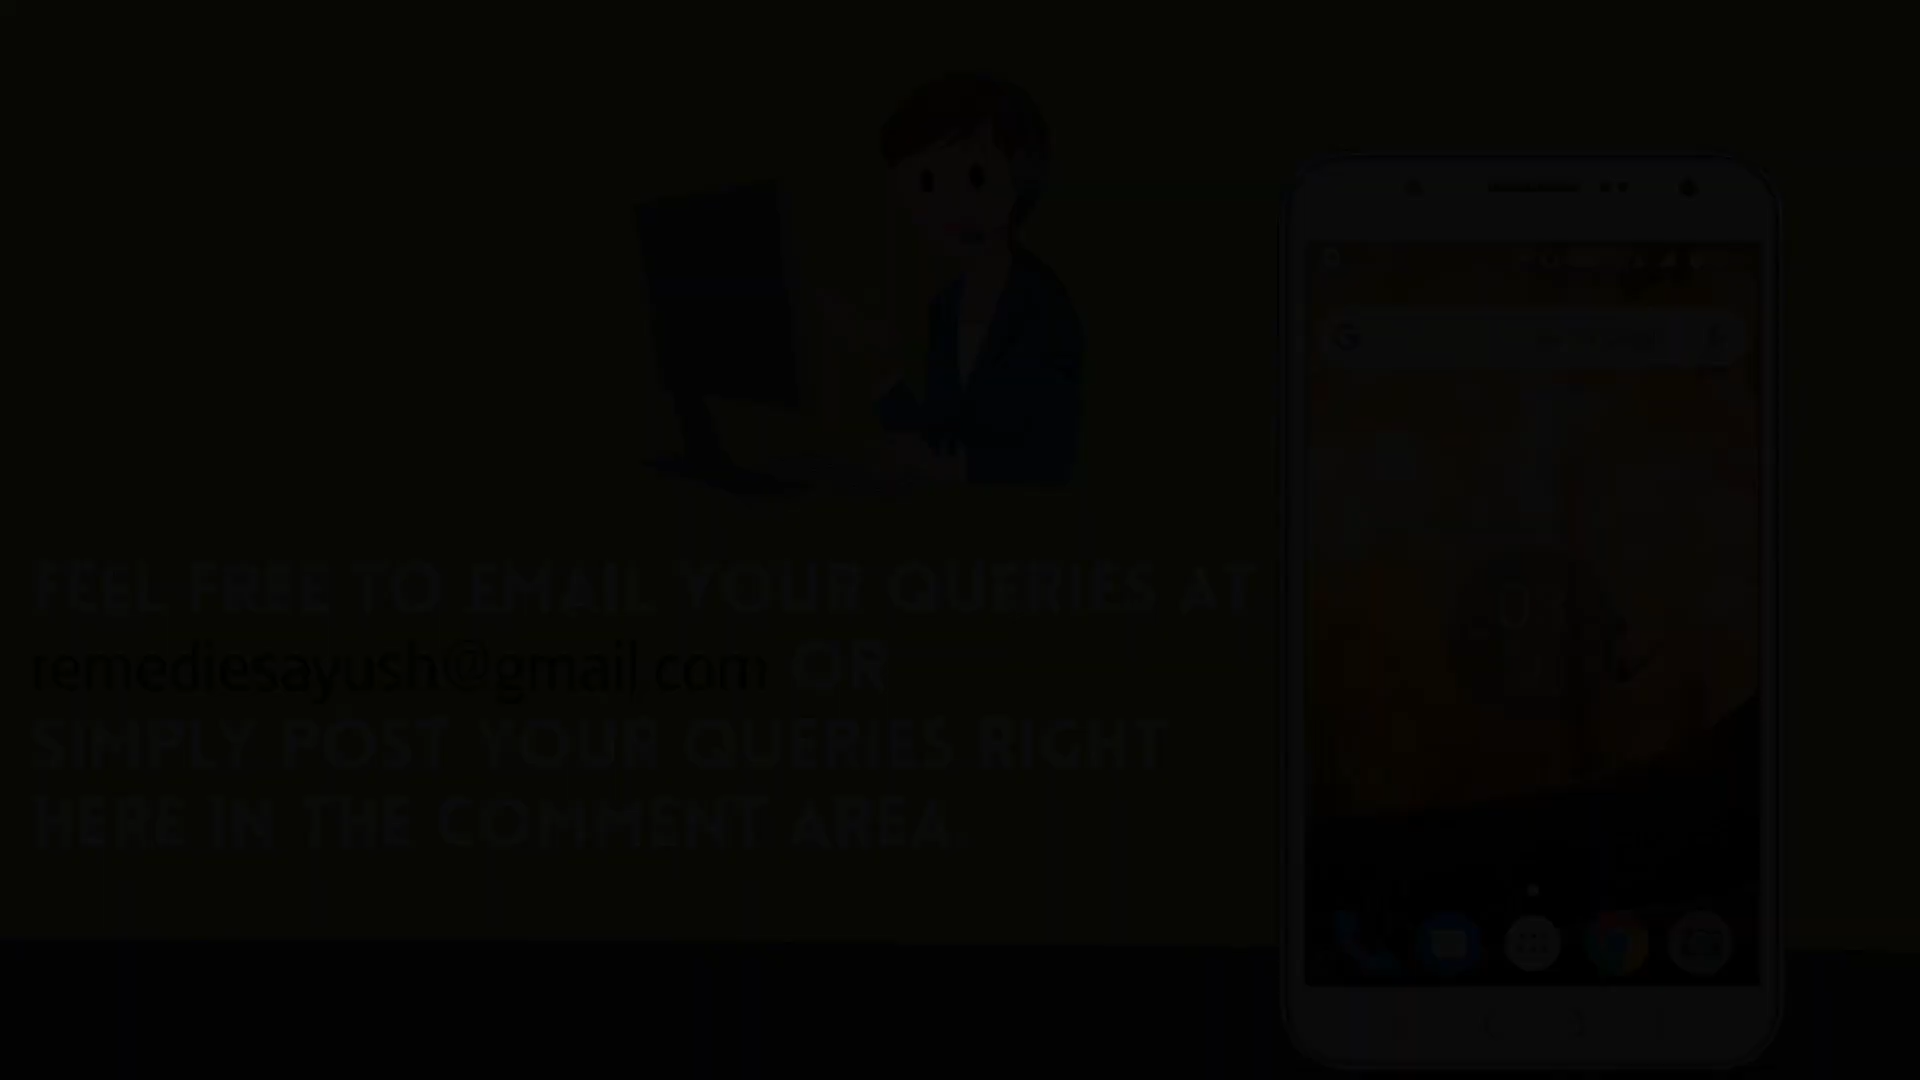 FEEL FREE TO EMAIL YOUR QUERIES AT
remediesayush@gmail.com OR
SIMPLY POST YOUR QUERIES RIGHT
HERE IN THE COMMENT AREA.